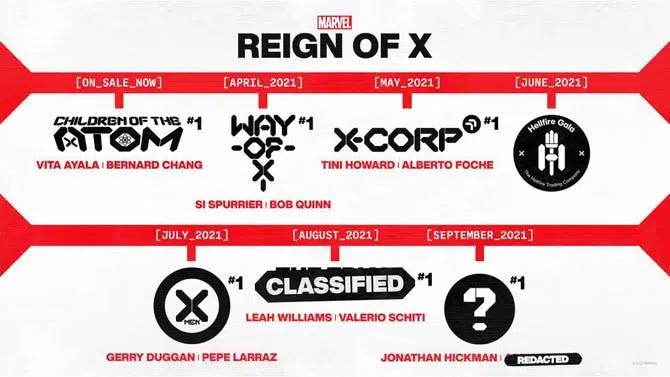 MARVEL
REIGN OF X
[ON_SALE_NOW] [APRIL_2021] [MAY_2021] [JUNE_2021]
CHILDREN OF THE ATOM #1
VITA AYALA | BERNARD CHANG
WAY -OF- X #1
SI SPURRIER | BOB QUINN
X-CORP #1
TINI HOWARD | ALBERTO FOCHE
Hellfire Gala
The Hellfire Trading Company
[JULY_2021] [AUGUST_2021] [SEPTEMBER_2021]
X MEN #1
GERRY DUGGAN | PEPE LARRAZ
CLASSIFIED #1
LEAH WILLIAMS | VALERIO SCHITI
? #1
JONATHAN HICKMAN | REDACTED